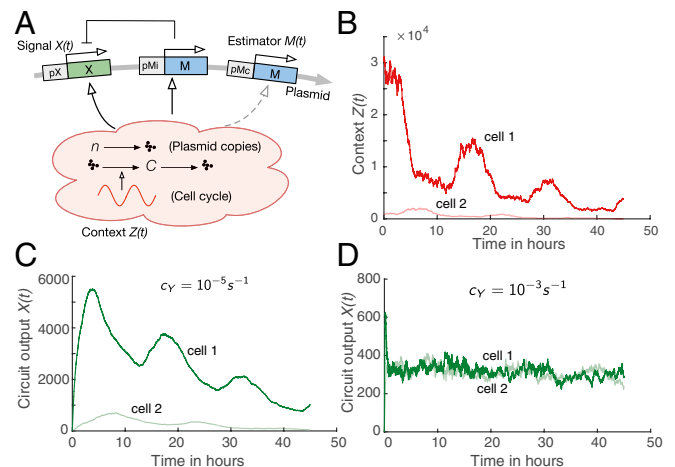 A
Signal X(t)
Estimator M(t)
pX
X
pMi
M
pMc
M
Plasmid
n
(Plasmid copies)
C
(Cell cycle)
Context Z(t)
B
× 10⁴
Context Z(t)
4
3
2
1
0
cell 1
cell 2
0 10 20 30 40 50
Time in hours
C
Circuit output X(t)
6000
4000
2000
0
c_Y = 10⁻⁵s⁻¹
cell 1
cell 2
0 10 20 30 40 50
Time in hours
D
Circuit output X(t)
800
600
400
200
0
c_Y = 10⁻³s⁻¹
cell 1
cell 2
0 10 20 30 40 50
Time in hours